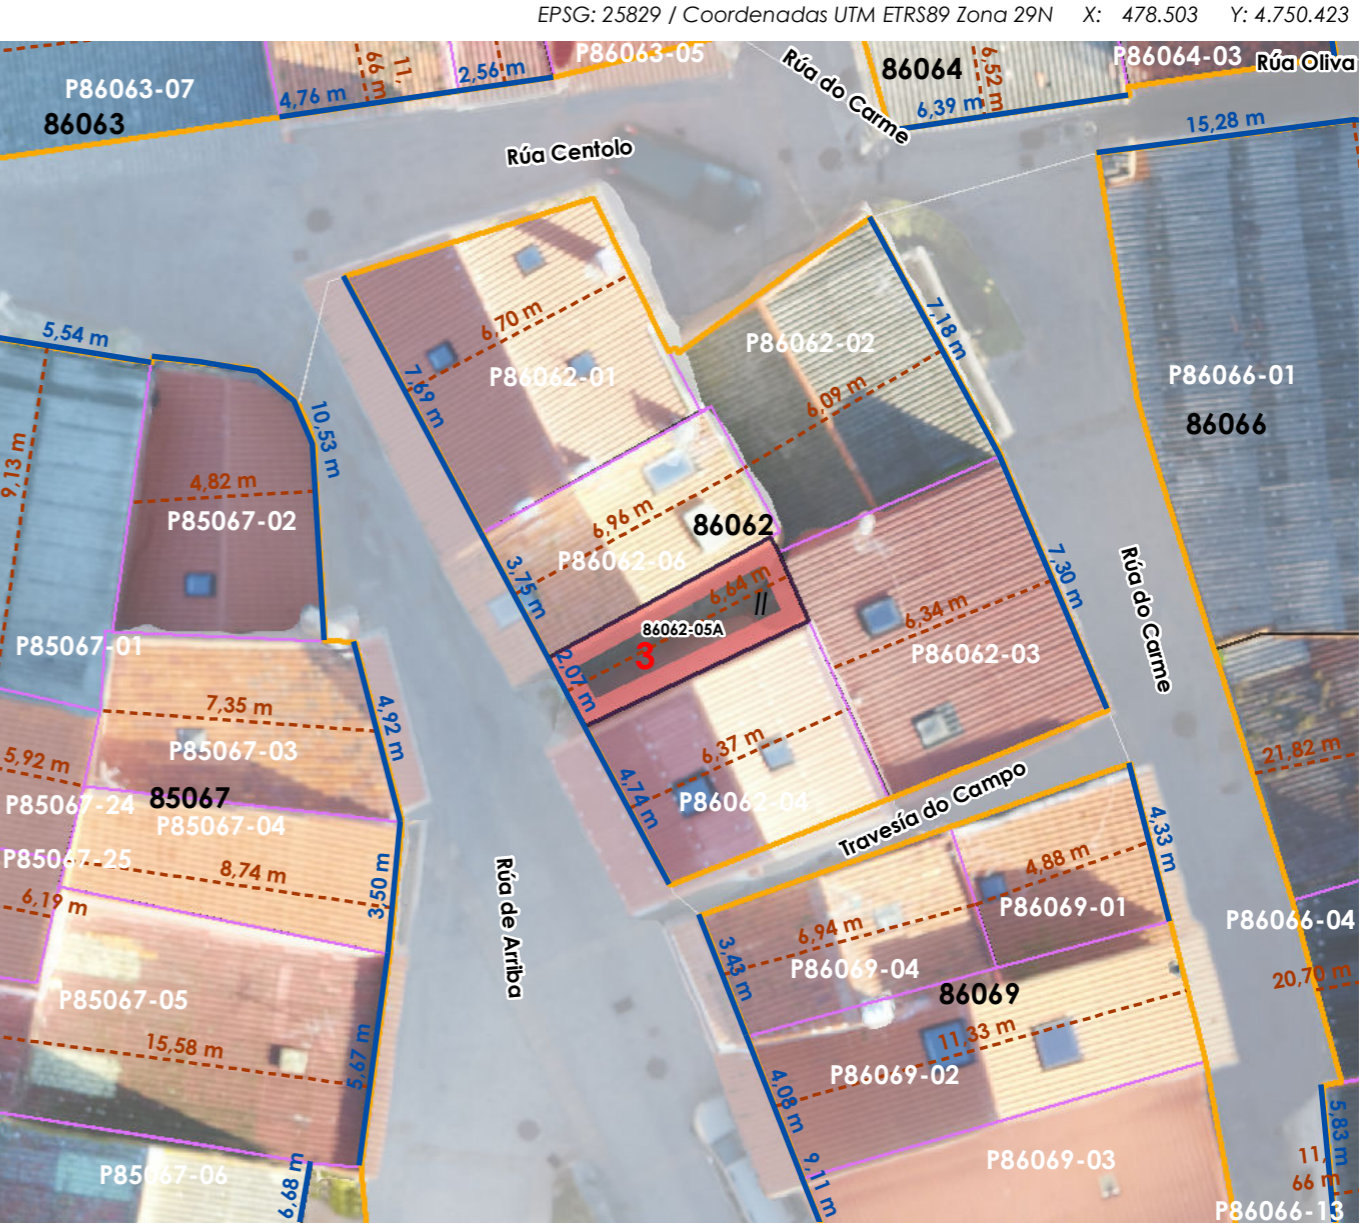 EPSG: 25829 / Coordenadas UTM ETRS89 Zona 29N X: 478.503 Y: 4.750.423
P86063-07
86063
4,76 m
11,
66 m
2,56 m
P86063-05
Rúa do Carme
86064
6,52 m
6,39 m
P86064-03
Rúa Oliva
15,28 m
Rúa Centolo
5,54 m
6,70 m
P86062-01
7,69 m
P86062-02
7,18 m
6,09 m
P86066-01
86066
10,53 m
9,13 m
4,82 m
P85067-02
6,96 m
86062
P86062-06
3,75 m
6,64 m
||
86062-05A
3
2,07 m
7,30 m
6,34 m
P86062-03
Rúa do Carme
P85067-01
7,35 m
4,92 m
P85067-03
5,92 m
P85067-24
85067
P85067-04
6,37 m
4,74 m
P86062-04
Travesía do Campo
21,82 m
P85067-25
8,74 m
3,50 m
6,19 m
Rúa de Arriba
4,33 m
4,88 m
P86069-01
P86066-04
6,94 m
3,43 m
P86069-04
86069
20,70 m
P85067-05
15,58 m
5,67 m
11,33 m
P86069-02
4,08 m
5,83 m
P85067-06
6,68 m
9,11 m
P86069-03
11,
66 m
P86066-13